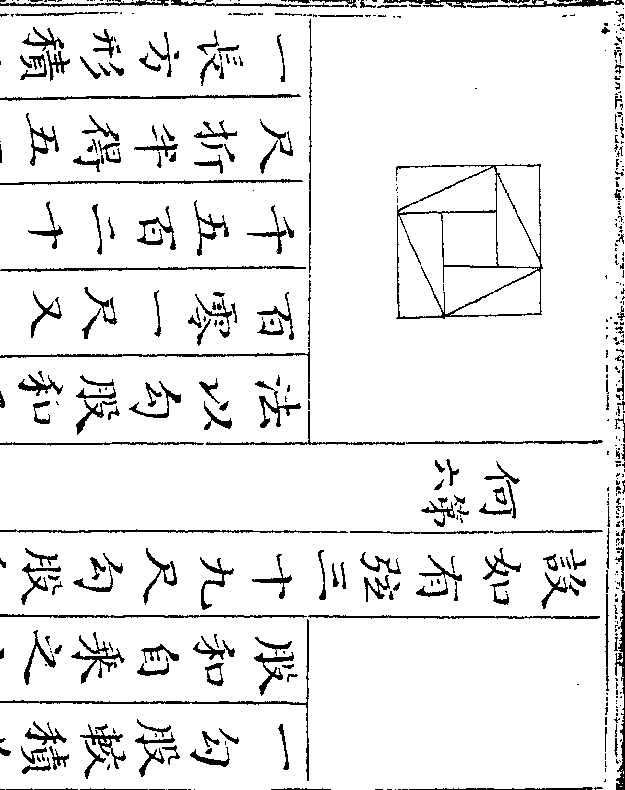 一勾股較積
股和自乘之
設如有弦三十九尺勾股
何第六
法以勾股和
百零一尺又
千五百二十
尺折半得五
一長方形積